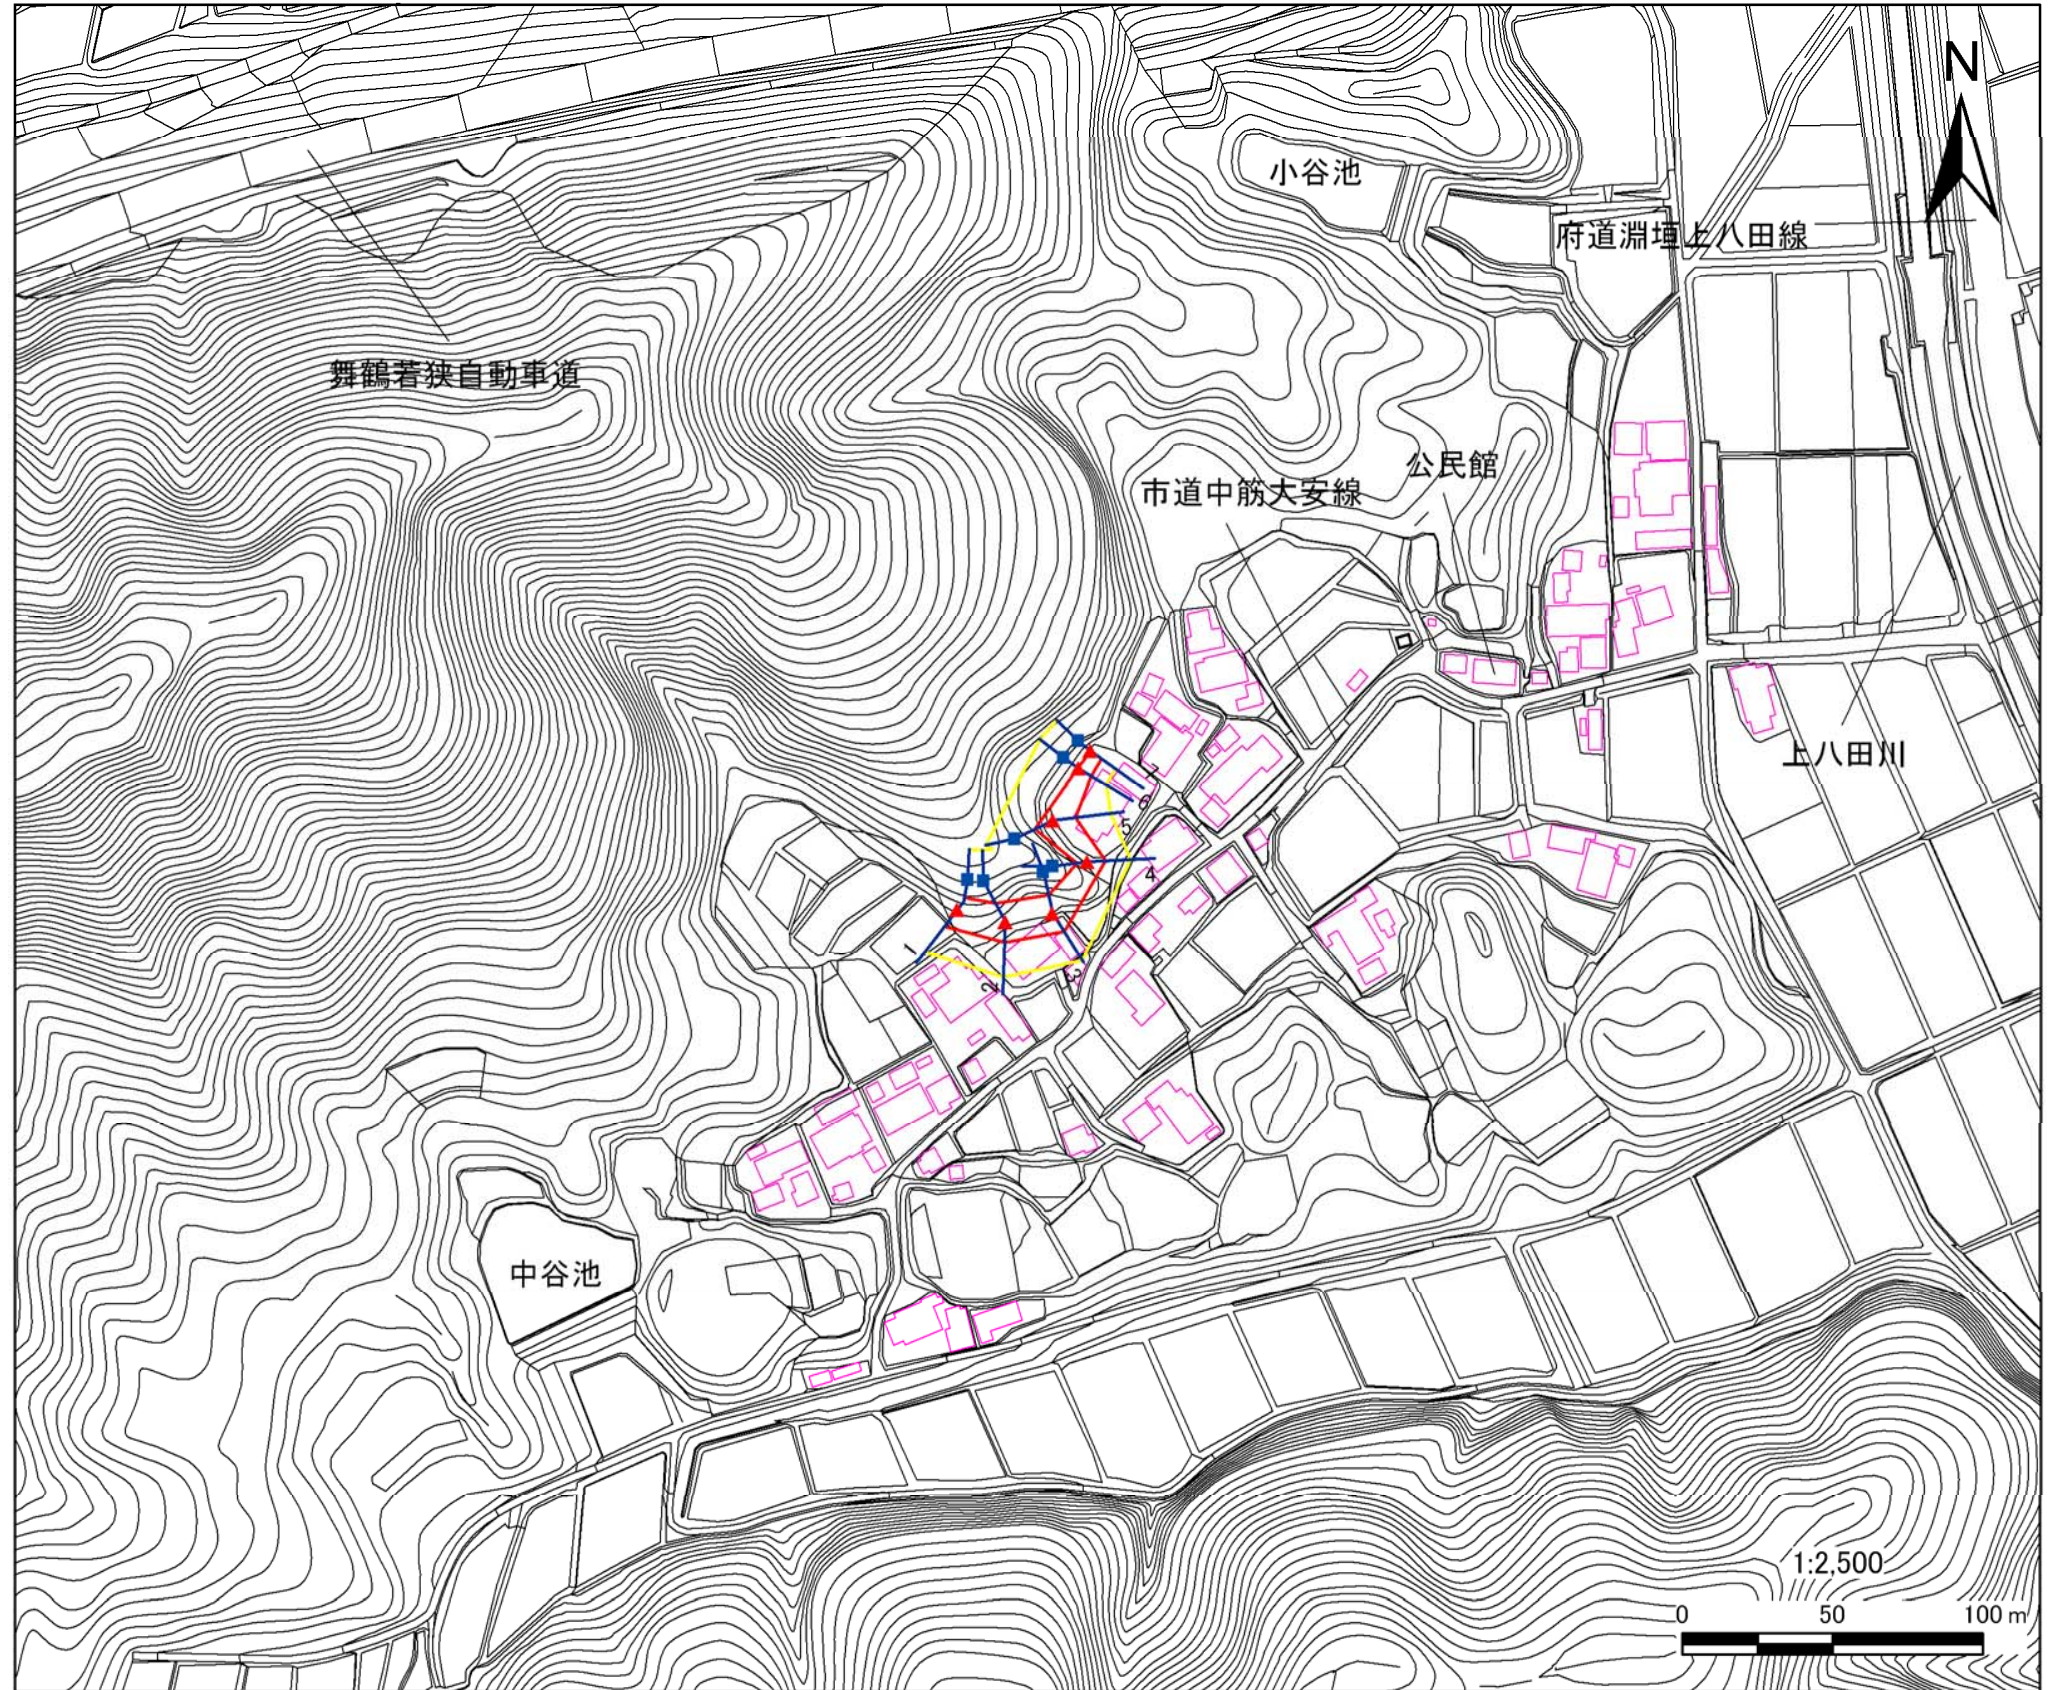 N
小谷池
府道淵垣上八田線
舞鶴若狭自動車道
公民館
市道中筋大安線
上八田川
7
6
5
4
1
2
3
中谷池
1:2,500
0 50 100 m